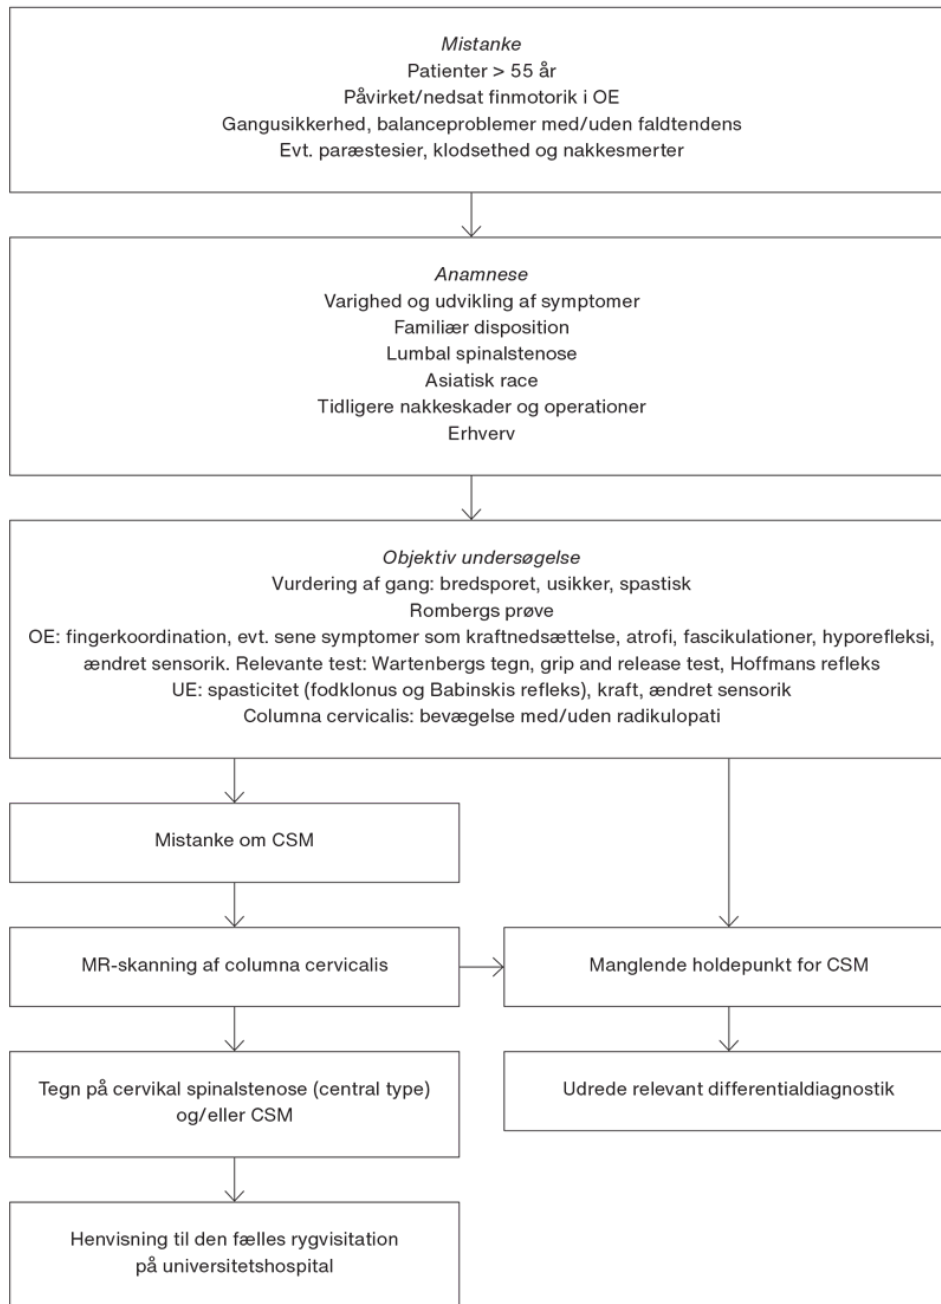 Mistanke
Patienter > 55 år
Påvirket/nedsat finmotorik i OE
Gangusikkerhed, balanceproblemer med/uden faldtendens
Evt. paræstesier, klodsethed og nakkesmerter
Anamnese
Varighed og udvikling af symptomer
Familiær disposition
Lumbal spinalstenose
Asiatisk race
Tidligere nakkeskader og operationer
Erhverv
Objektiv undersøgelse
Vurdering af gang: bredsporet, usikker, spastisk
Rombergs prøve
OE: fingerkoordination, evt. sene symptomer som kraftnedsættelse, atrofi, fascikulationer, hyporefleksi,
ændret sensorik. Relevante test: Wartenbergs tegn, grip and release test, Hoffmans refleks
UE: spasticitet (fodklonus og Babinskis refleks), kraft, ændret sensorik
Columna cervicalis: bevægelse med/uden radikulopati
Mistanke om CSM
MR-skanning af columna cervicalis
Manglende holdepunkt for CSM
Tegn på cervikal spinalstenose (central type)
og/eller CSM
Udrede relevant differentialdiagnostik
Henvisning til den fælles rygvisitation
på universitetshospital